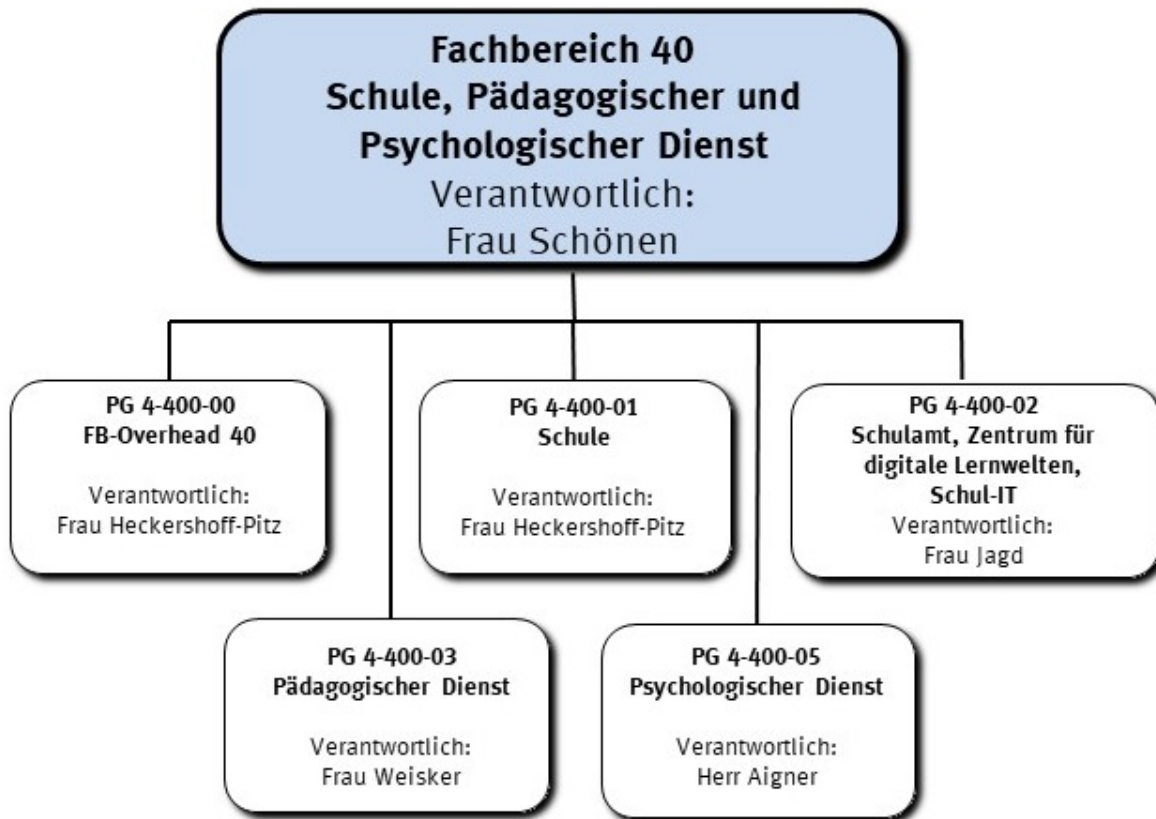 Fachbereich 40
Schule, Pädagogischer und
Psychologischer Dienst
Verantwortlich:
Frau Schönen
PG 4-400-00
FB-Overhead 40
Verantwortlich:
Frau Heckershoff-Pitz
PG 4-400-01
Schule
Verantwortlich:
Frau Heckershoff-Pitz
PG 4-400-02
Schulamt, Zentrum für
digitale Lernwelten,
Schul-IT
Verantwortlich:
Frau Jagd
PG 4-400-03
Pädagogischer Dienst
Verantwortlich:
Frau Weisker
PG 4-400-05
Psychologischer Dienst
Verantwortlich:
Herr Aigner